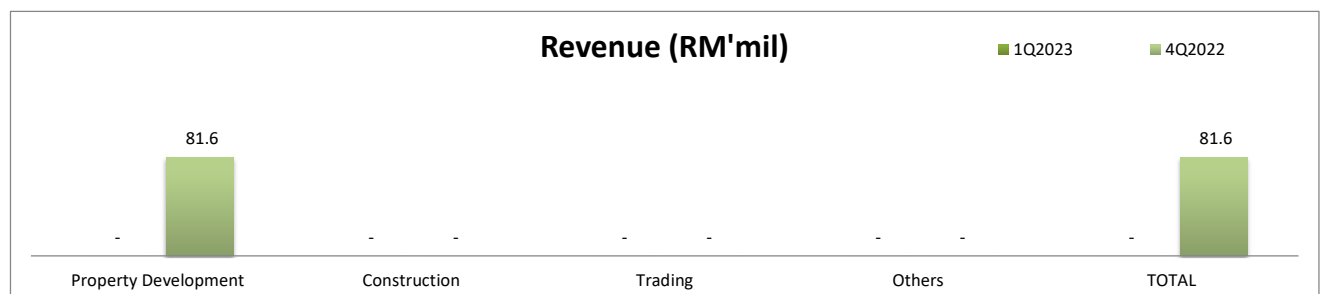 Revenue (RM'mil)
1Q2023 4Q2022
81.6 81.6
- - - - - - - -
Property Development Construction Trading Others TOTAL